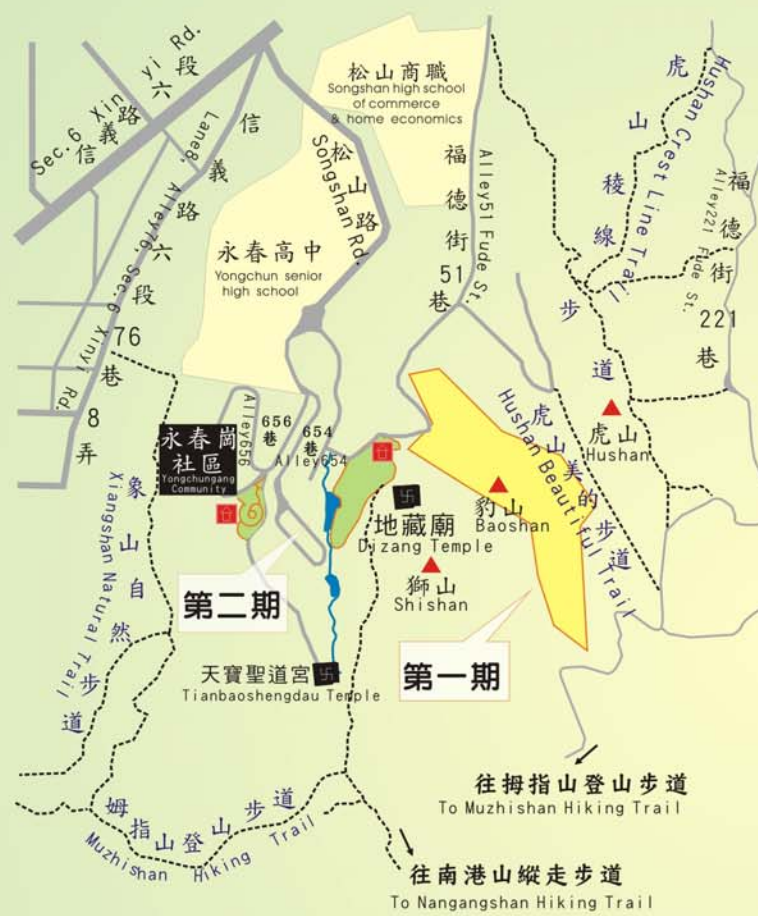 Sec.6 Xin yi Rd.
信義路六段
Lane8, Alley76, Sec.6 Xinyi Rd.
信義路六段76巷8弄
松山商職
Songshan high school
of commerce
& home economics
松山路
Songshan Rd.
永春高中
Yongchun senior
high school
福德街51巷
Alley51 Fude St.
虎山稜線步道
Hushan Crest Line Trail
福德街221巷
Alley221 Fude St.
虎山
Hushan
虎山美的步道
Hushan Beautiful Trail
Alley656
656
巷
654
巷
Alley654
永春崗
社區
Yongchungang
Community
6
卐
地藏廟
Dizang Temple
豹山
Baoshan
獅山
Shishan
第二期
第一期
象山自然步道
Xiangshan Natural Trail
天寶聖道宮
卐
Tianbaoshengdau Temple
往拇指山登山步道
To Muzhishan Hiking Trail
姆指山登山步道
Muzhishan Hiking Trail
往南港山縱走步道
To Nangangshan Hiking Trail